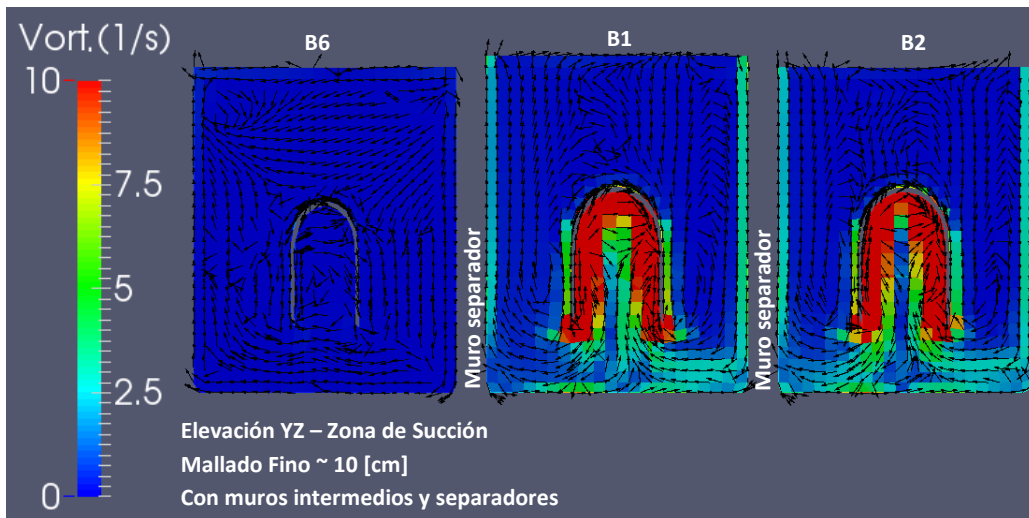 Vort.(1/s)
B6
B1
B2
10
7.5
5
2.5
0
Muro separador
Muro separador
Elevación YZ – Zona de Succión
Mallado Fino ~ 10 [cm]
Con muros intermedios y separadores